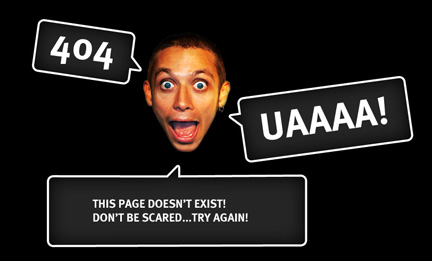 404
UAAAA!
THIS PAGE DOESN'T EXIST!
DON'T BE SCARED...TRY AGAIN!